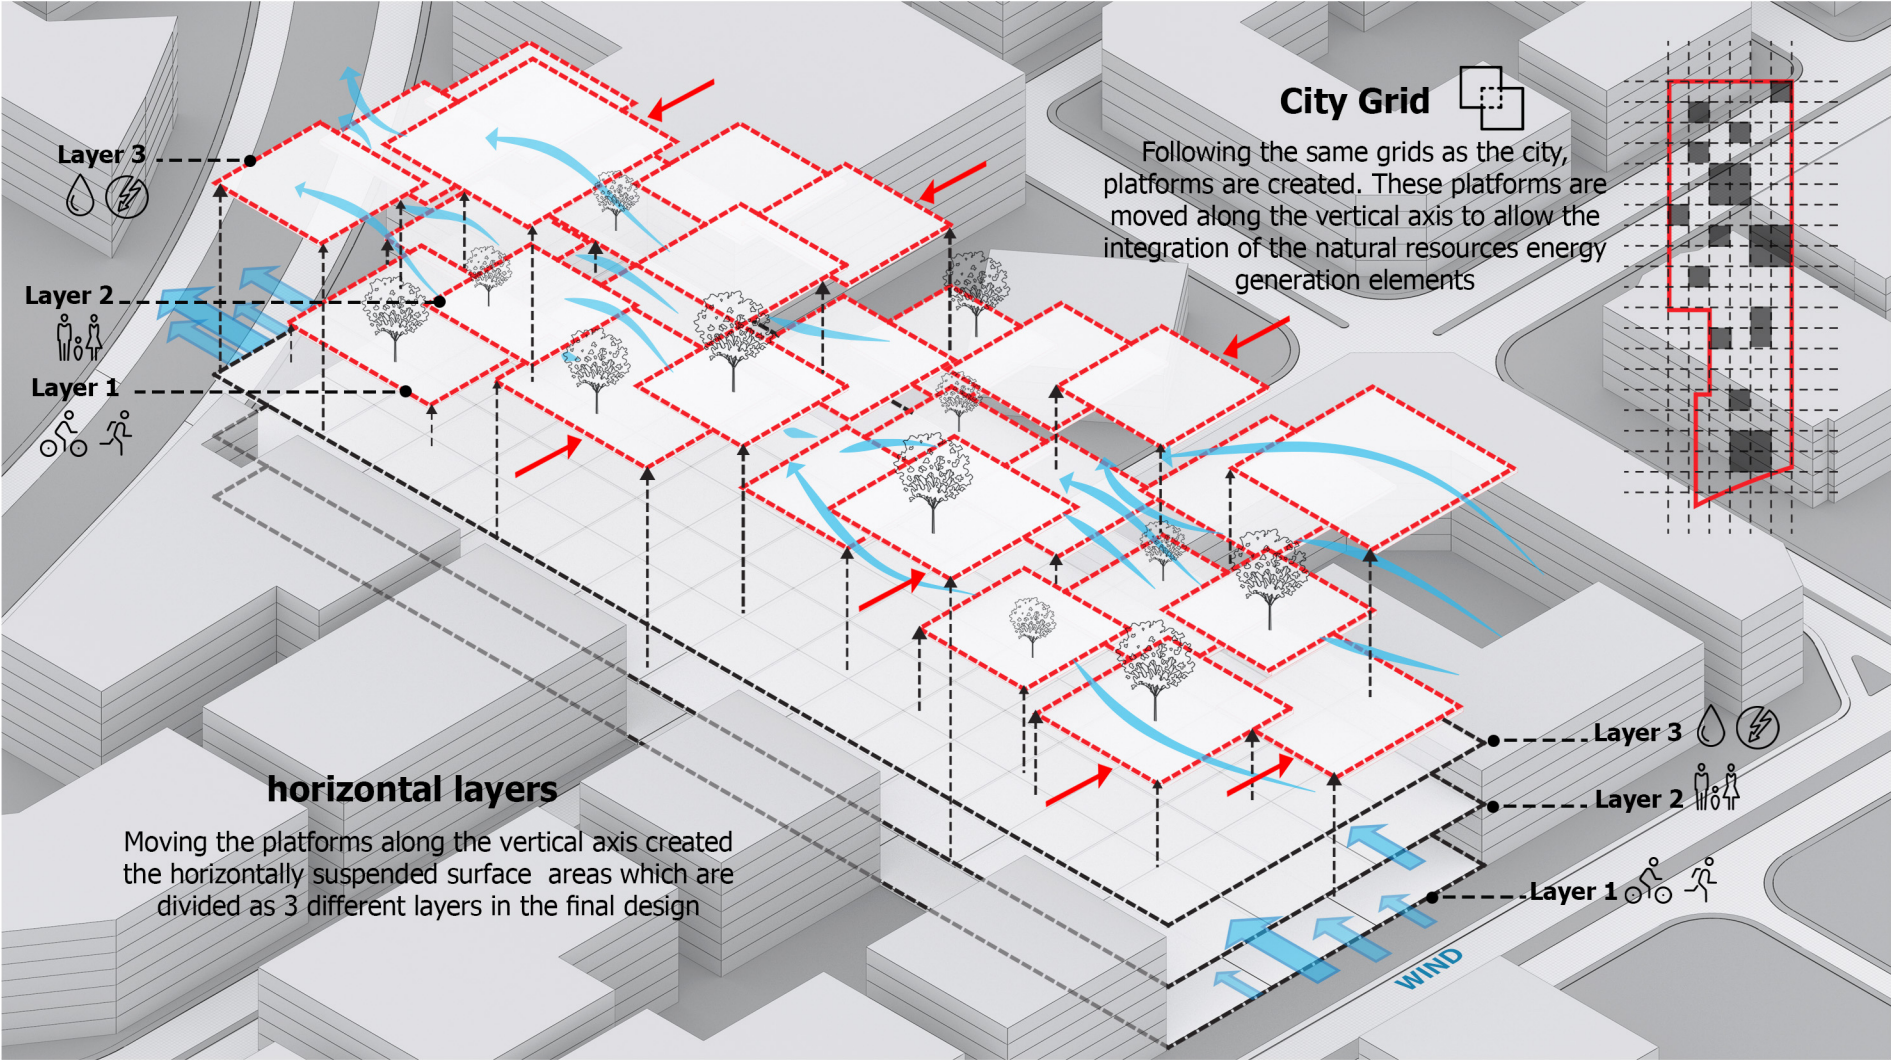 City Grid
Following the same grids as the city,
platforms are created. These platforms are
moved along the vertical axis to allow the
integration of the natural resources energy
generation elements
Layer 3
Layer 2
Layer 1
horizontal layers
Moving the platforms along the vertical axis created
the horizontally suspended surface areas which are
divided as 3 different layers in the final design
Layer 3
Layer 2
Layer 1
WIND